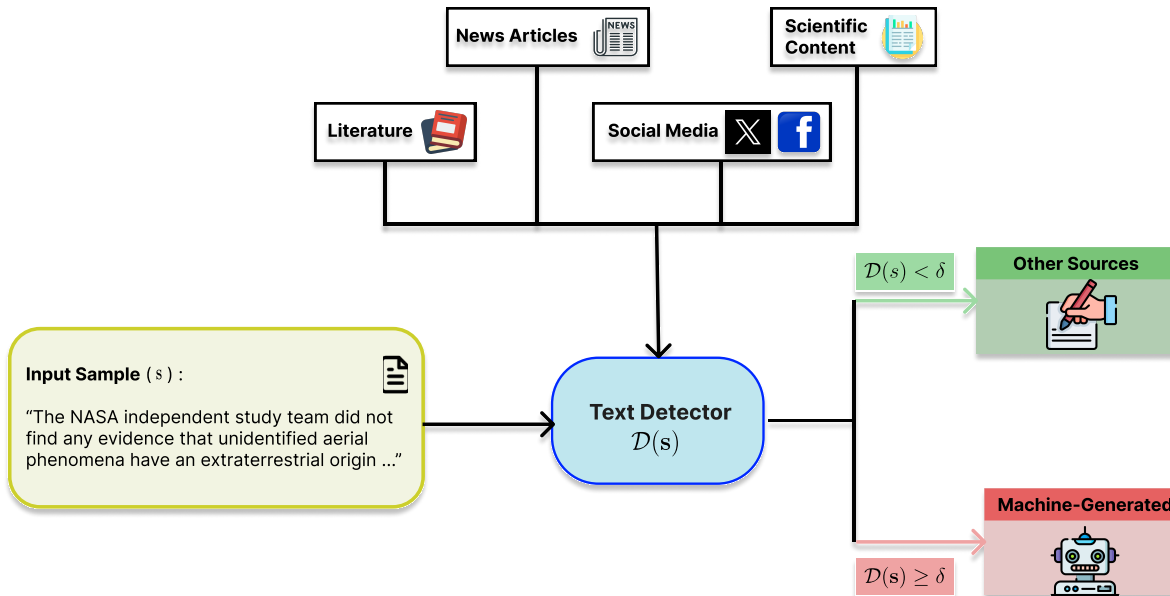 News Articles
NEWS
Scientific
Content
Literature
Social Media
𝒟(s) < δ
Other Sources
Input Sample (s) :
“The NASA independent study team did not
find any evidence that unidentified aerial
phenomena have an extraterrestrial origin ...”
Text Detector
𝒟(s)
Machine-Generated
𝒟(s) ≥ δ